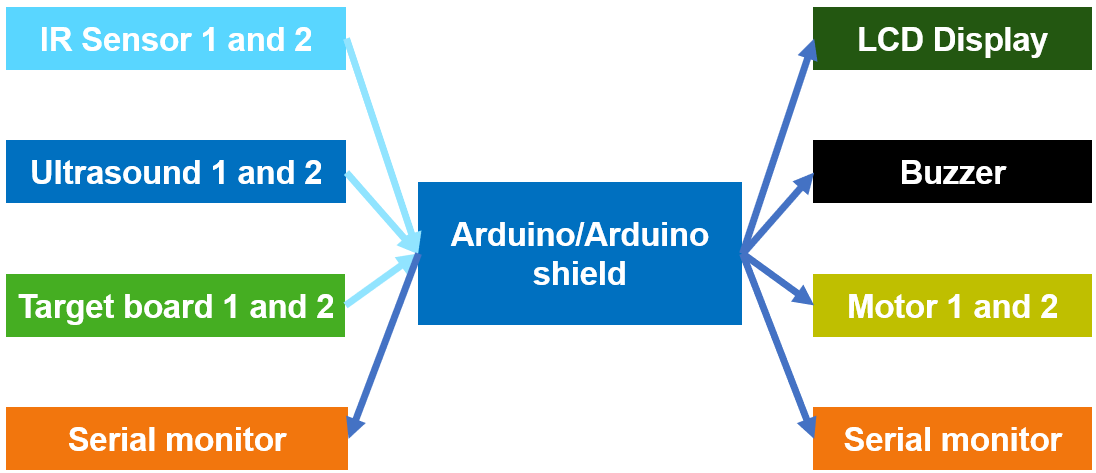 IR Sensor 1 and 2
LCD Display
Ultrasound 1 and 2
Buzzer
Arduino/Arduino
shield
Target board 1 and 2
Motor 1 and 2
Serial monitor
Serial monitor